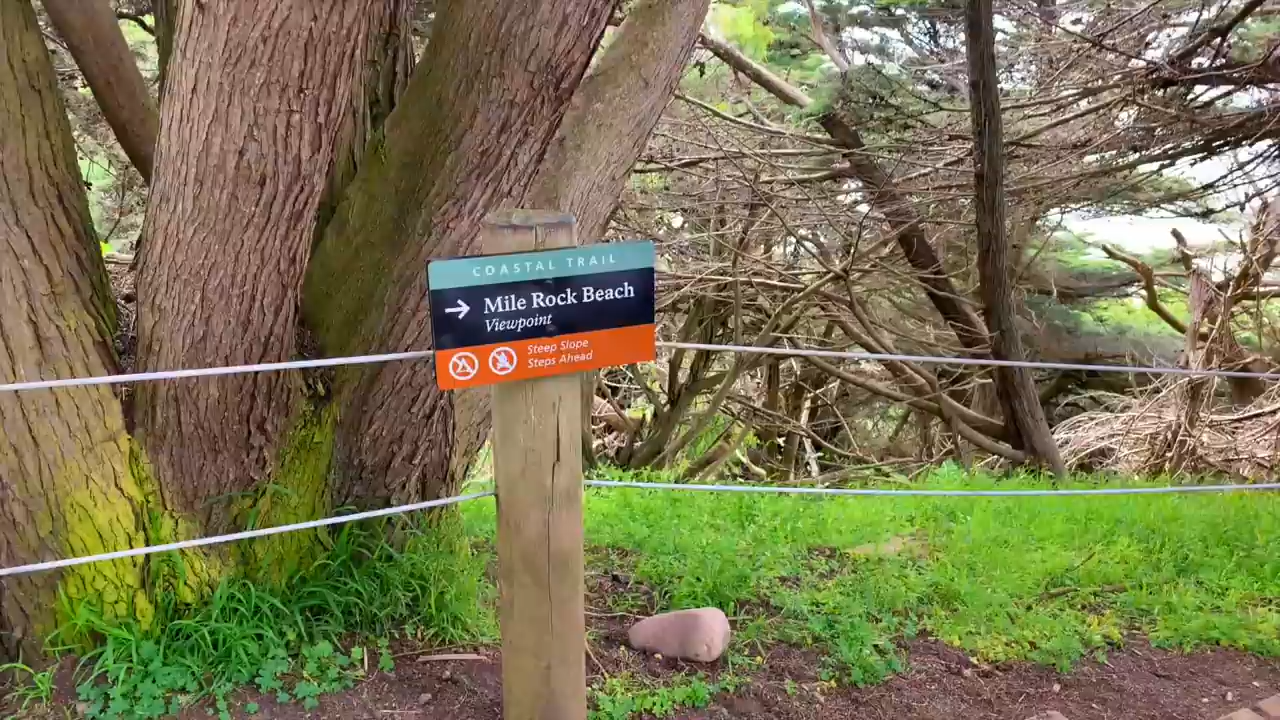 COASTAL TRAIL
→ Mile Rock Beach
Viewpoint
Steep Slope
Steps Ahead